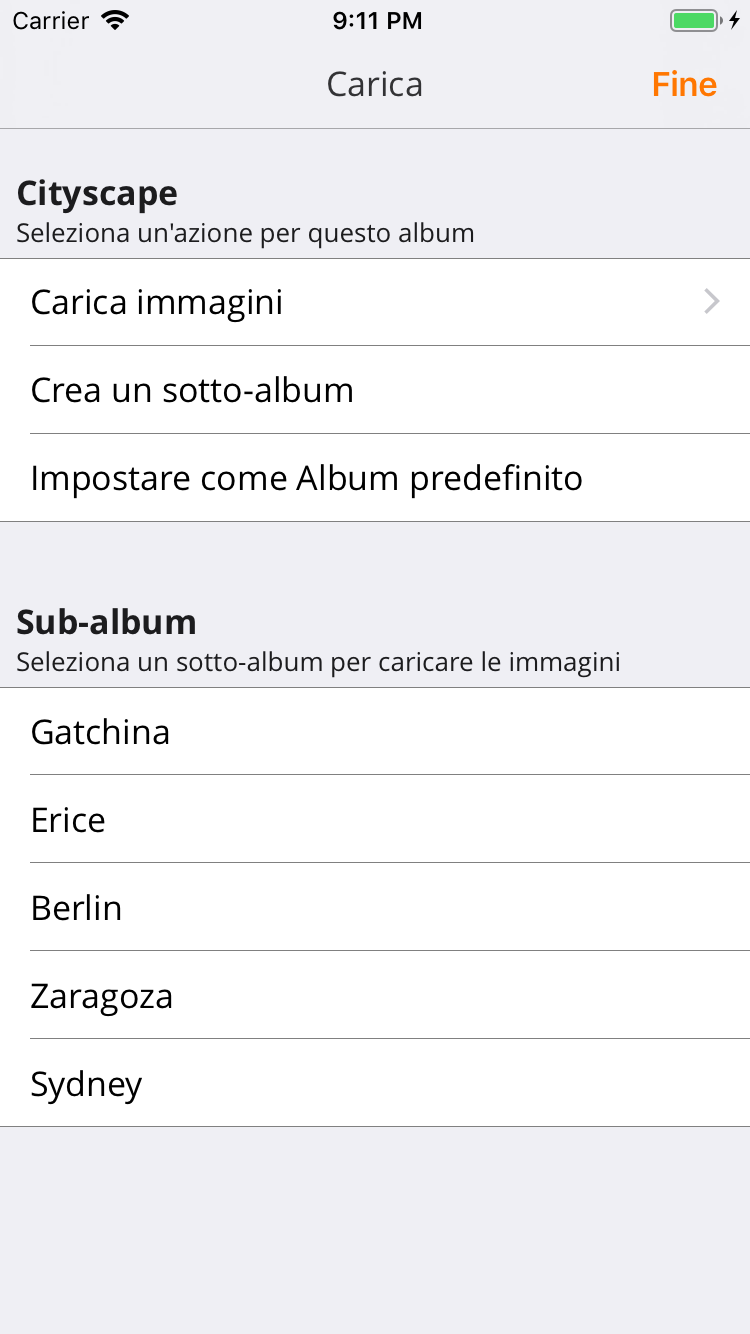 Carrier 9:11 PM
Carica Fine
Cityscape
Seleziona un'azione per questo album
Carica immagini
Crea un sotto-album
Impostare come Album predefinito
Sub-album
Seleziona un sotto-album per caricare le immagini
Gatchina
Erice
Berlin
Zaragoza
Sydney